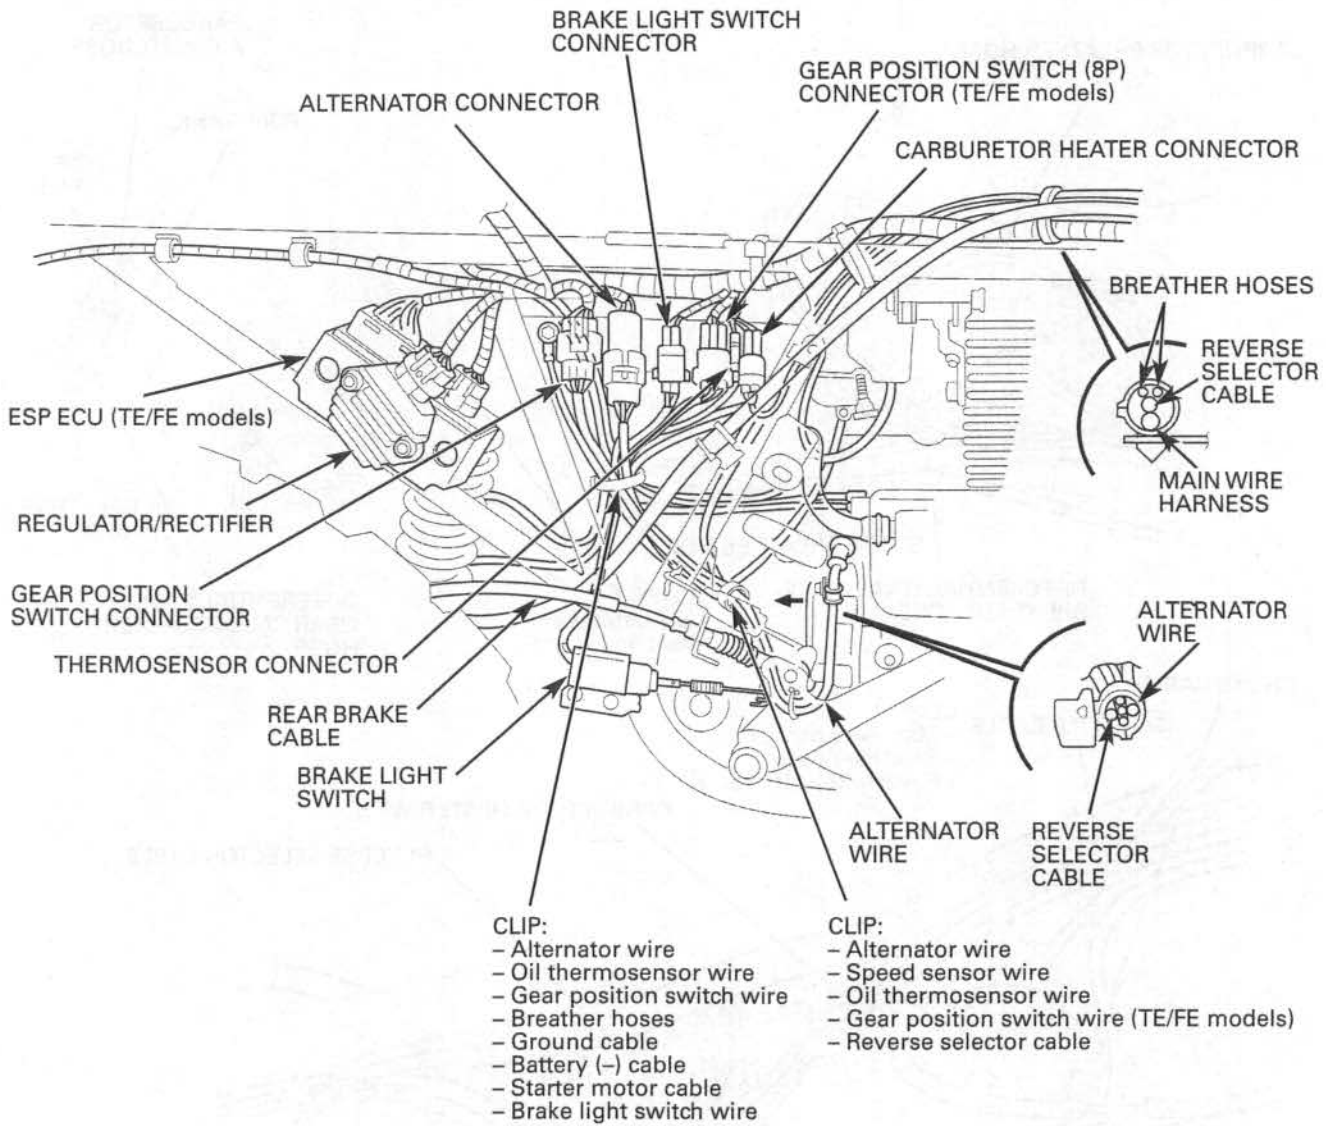 BRAKE LIGHT SWITCH
CONNECTOR
GEAR POSITION SWITCH (8P)
CONNECTOR (TE/FE models)
ALTERNATOR CONNECTOR
CARBURETOR HEATER CONNECTOR
BREATHER HOSES
REVERSE
SELECTOR
CABLE
ESP ECU (TE/FE models)
MAIN WIRE
HARNESS
REGULATOR/RECTIFIER
GEAR POSITION
SWITCH CONNECTOR
ALTERNATOR
WIRE
THERMOSENSOR CONNECTOR
REAR BRAKE
CABLE
BRAKE LIGHT
SWITCH
ALTERNATOR
WIRE
REVERSE
SELECTOR
CABLE
CLIP:
– Alternator wire
– Oil thermosensor wire
– Gear position switch wire
– Breather hoses
– Ground cable
– Battery (–) cable
– Starter motor cable
– Brake light switch wire
CLIP:
– Alternator wire
– Speed sensor wire
– Oil thermosensor wire
– Gear position switch wire (TE/FE models)
– Reverse selector cable